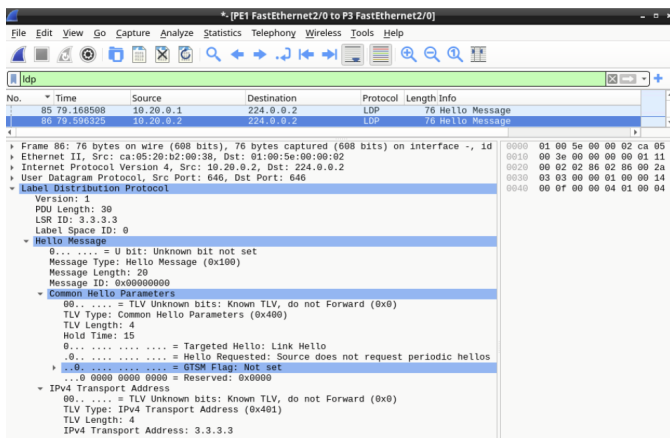 *- [PE1 FastEthernet2/0 to P3 FastEthernet2/0]
File Edit View Go Capture Analyze Statistics Telephony Wireless Tools Help
ldp
No. Time Source Destination Protocol Length Info
85 79.168508 10.20.0.1 224.0.0.2 LDP 76 Hello Message
86 79.596325 10.20.0.2 224.0.0.2 LDP 76 Hello Message
Frame 86: 76 bytes on wire (608 bits), 76 bytes captured (608 bits) on interface -, id
Ethernet II, Src: ca:05:20:b2:00:38, Dst: 01:00:5e:00:00:02
Internet Protocol Version 4, Src: 10.20.0.2, Dst: 224.0.0.2
User Datagram Protocol, Src Port: 646, Dst Port: 646
Label Distribution Protocol
Version: 1
PDU Length: 30
LSR ID: 3.3.3.3
Label Space ID: 0
Hello Message
0... .... = U bit: Unknown bit not set
Message Type: Hello Message (0x100)
Message Length: 20
Message ID: 0x00000000
Common Hello Parameters
00.. .... = TLV Unknown bits: Known TLV, do not Forward (0x0)
TLV Type: Common Hello Parameters (0x400)
TLV Length: 4
Hold Time: 15
0... .... .... .... = Targeted Hello: Link Hello
.0.. .... .... .... = Hello Requested: Source does not request periodic hellos
..0. .... .... .... = GTSM Flag: Not set
...0 0000 0000 0000 = Reserved: 0x0000
IPv4 Transport Address
00.. .... = TLV Unknown bits: Known TLV, do not Forward (0x0)
TLV Type: IPv4 Transport Address (0x401)
TLV Length: 4
IPv4 Transport Address: 3.3.3.3
0000 01 00 5e 00 00 02 ca 05
0010 00 3e 00 00 00 00 01 11
0020 00 02 02 86 02 86 00 2a
0030 03 03 00 00 01 00 00 14
0040 00 0f 00 00 04 01 00 04